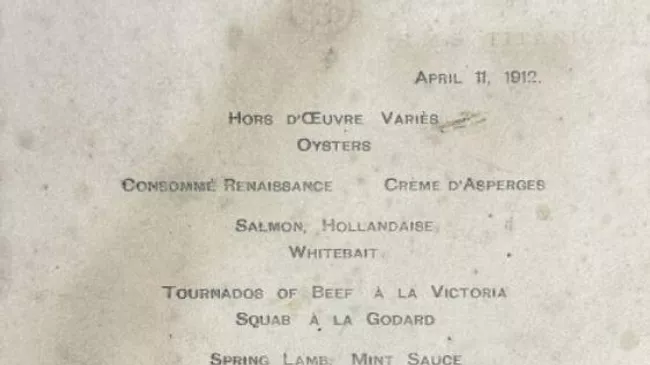 R.M.S. TITANIC.
APRIL 11, 1912.
HORS D'ŒUVRE VARIÉS
OYSTERS
CONSOMMÉ RENAISSANCE CRÈME D'ASPERGES
SALMON, HOLLANDAISE
WHITEBAIT
TOURNADOS OF BEEF À LA VICTORIA
SQUAB À LA GODARD
SPRING LAMB, MINT SAUCE